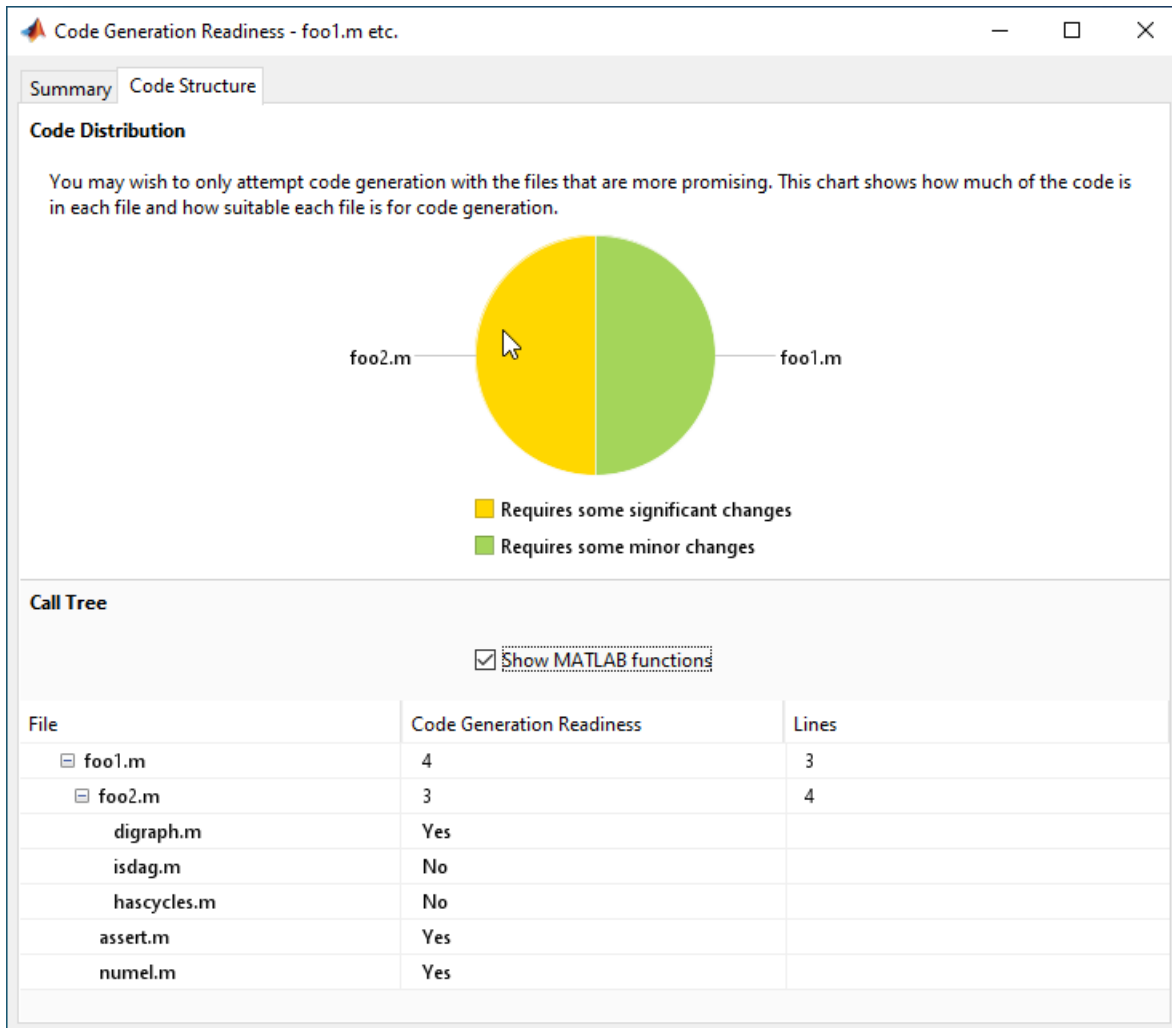 Code Generation Readiness - foo1.m etc.
Summary
Code Structure
Code Distribution
You may wish to only attempt code generation with the files that are more promising. This chart shows how much of the code is
in each file and how suitable each file is for code generation.
foo2.m
foo1.m
Requires some significant changes
Requires some minor changes
Call Tree
Show MATLAB functions
File Code Generation Readiness Lines
foo1.m 4 3
foo2.m 3 4
digraph.m Yes
isdag.m No
hascycles.m No
assert.m Yes
numel.m Yes